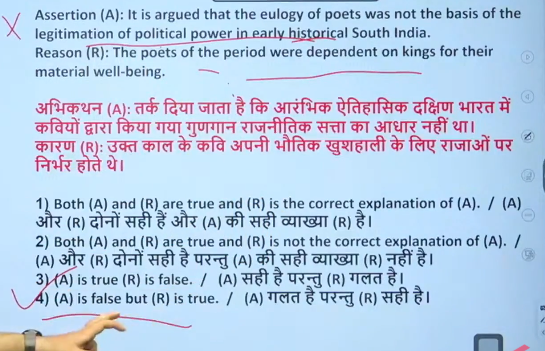 Assertion (A): It is argued that the eulogy of poets was not the basis of the
legitimation of political power in early historical South India.
Reason (R): The poets of the period were dependent on kings for their
material well-being.
अभिकथन (A): तर्क दिया जाता है कि आरंभिक ऐतिहासिक दक्षिण भारत में
कवियों द्वारा किया गया गुणगान राजनीतिक सत्ता का आधार नहीं था।
कारण (R): उक्त काल के कवि अपनी भौतिक खुशहाली के लिए राजाओं पर
निर्भर होते थे।
1) Both (A) and (R) are true and (R) is the correct explanation of (A). / (A)
और (R) दोनों सही हैं और (A) की सही व्याख्या (R) है।
2) Both (A) and (R) are true and (R) is not the correct explanation of (A). /
(A) और (R) दोनों सही है परन्तु (A) की सही व्याख्या (R) नहीं है।
3) (A) is true (R) is false. / (A) सही है परन्तु (R) गलत है।
4) (A) is false but (R) is true. / (A) गलत है परन्तु (R) सही है।